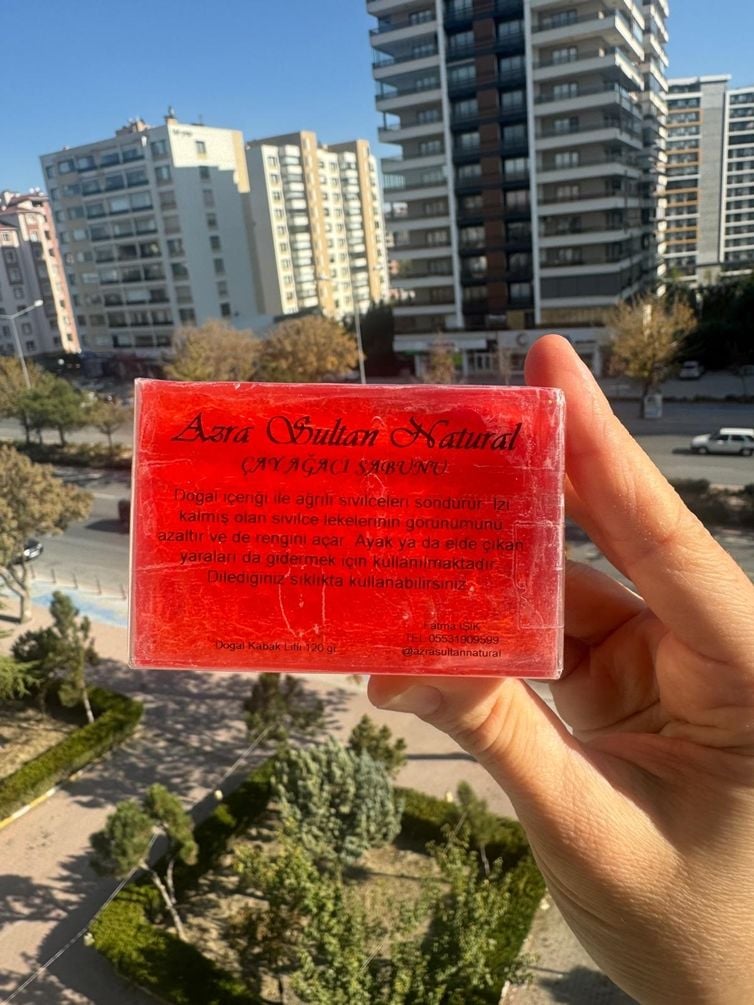 Azra Sultan Natural
ÇAY AĞACI SABUNU
Doğal içeriği ile ağrılı sivilceleri söndürür. İzi
kalmış olan sivilce lekelerinin görünümünü
azaltır ve de rengini açar. Ayak ya da elde çıkan
yaraları da gidermek için kullanılmaktadır.
Dilediğiniz sıklıkta kullanabilirsiniz.
Doğal Kabak Lifli 120 gr
Fatma IŞIK
TEL:05531909599
@azrasultannatural